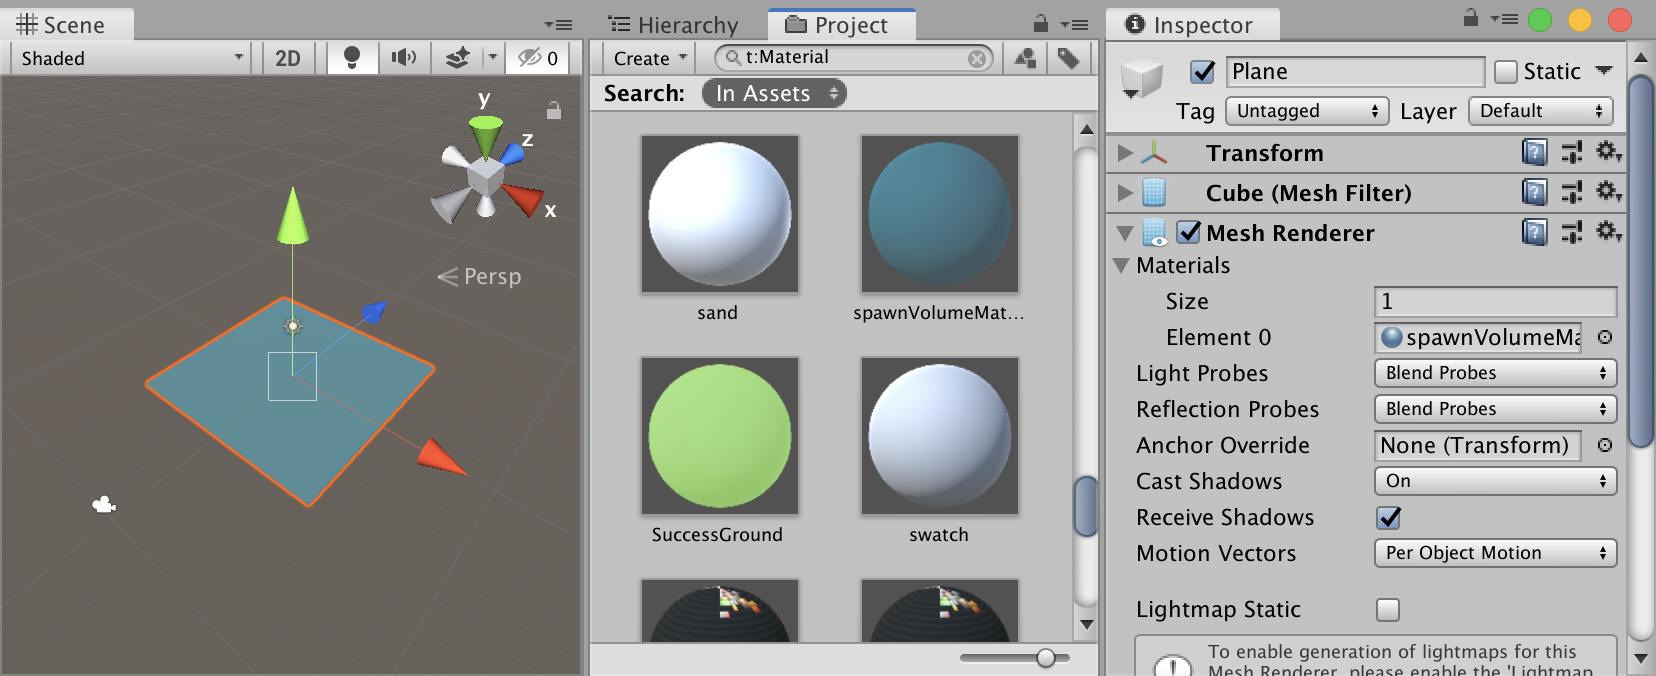 Scene
Shaded
2D
0
y
z
x
Persp
Hierarchy
Project
Create
t:Material
Search:
In Assets
sand
spawnVolumeMat...
SuccessGround
swatch
Inspector
Plane
Static
Tag
Untagged
Layer
Default
Transform
Cube (Mesh Filter)
Mesh Renderer
Materials
Size
1
Element 0
spawnVolumeMa
Light Probes
Blend Probes
Reflection Probes
Blend Probes
Anchor Override
None (Transform)
Cast Shadows
On
Receive Shadows
Motion Vectors
Per Object Motion
Lightmap Static
To enable generation of lightmaps for this
Mesh Renderer, please enable the 'Lightmap